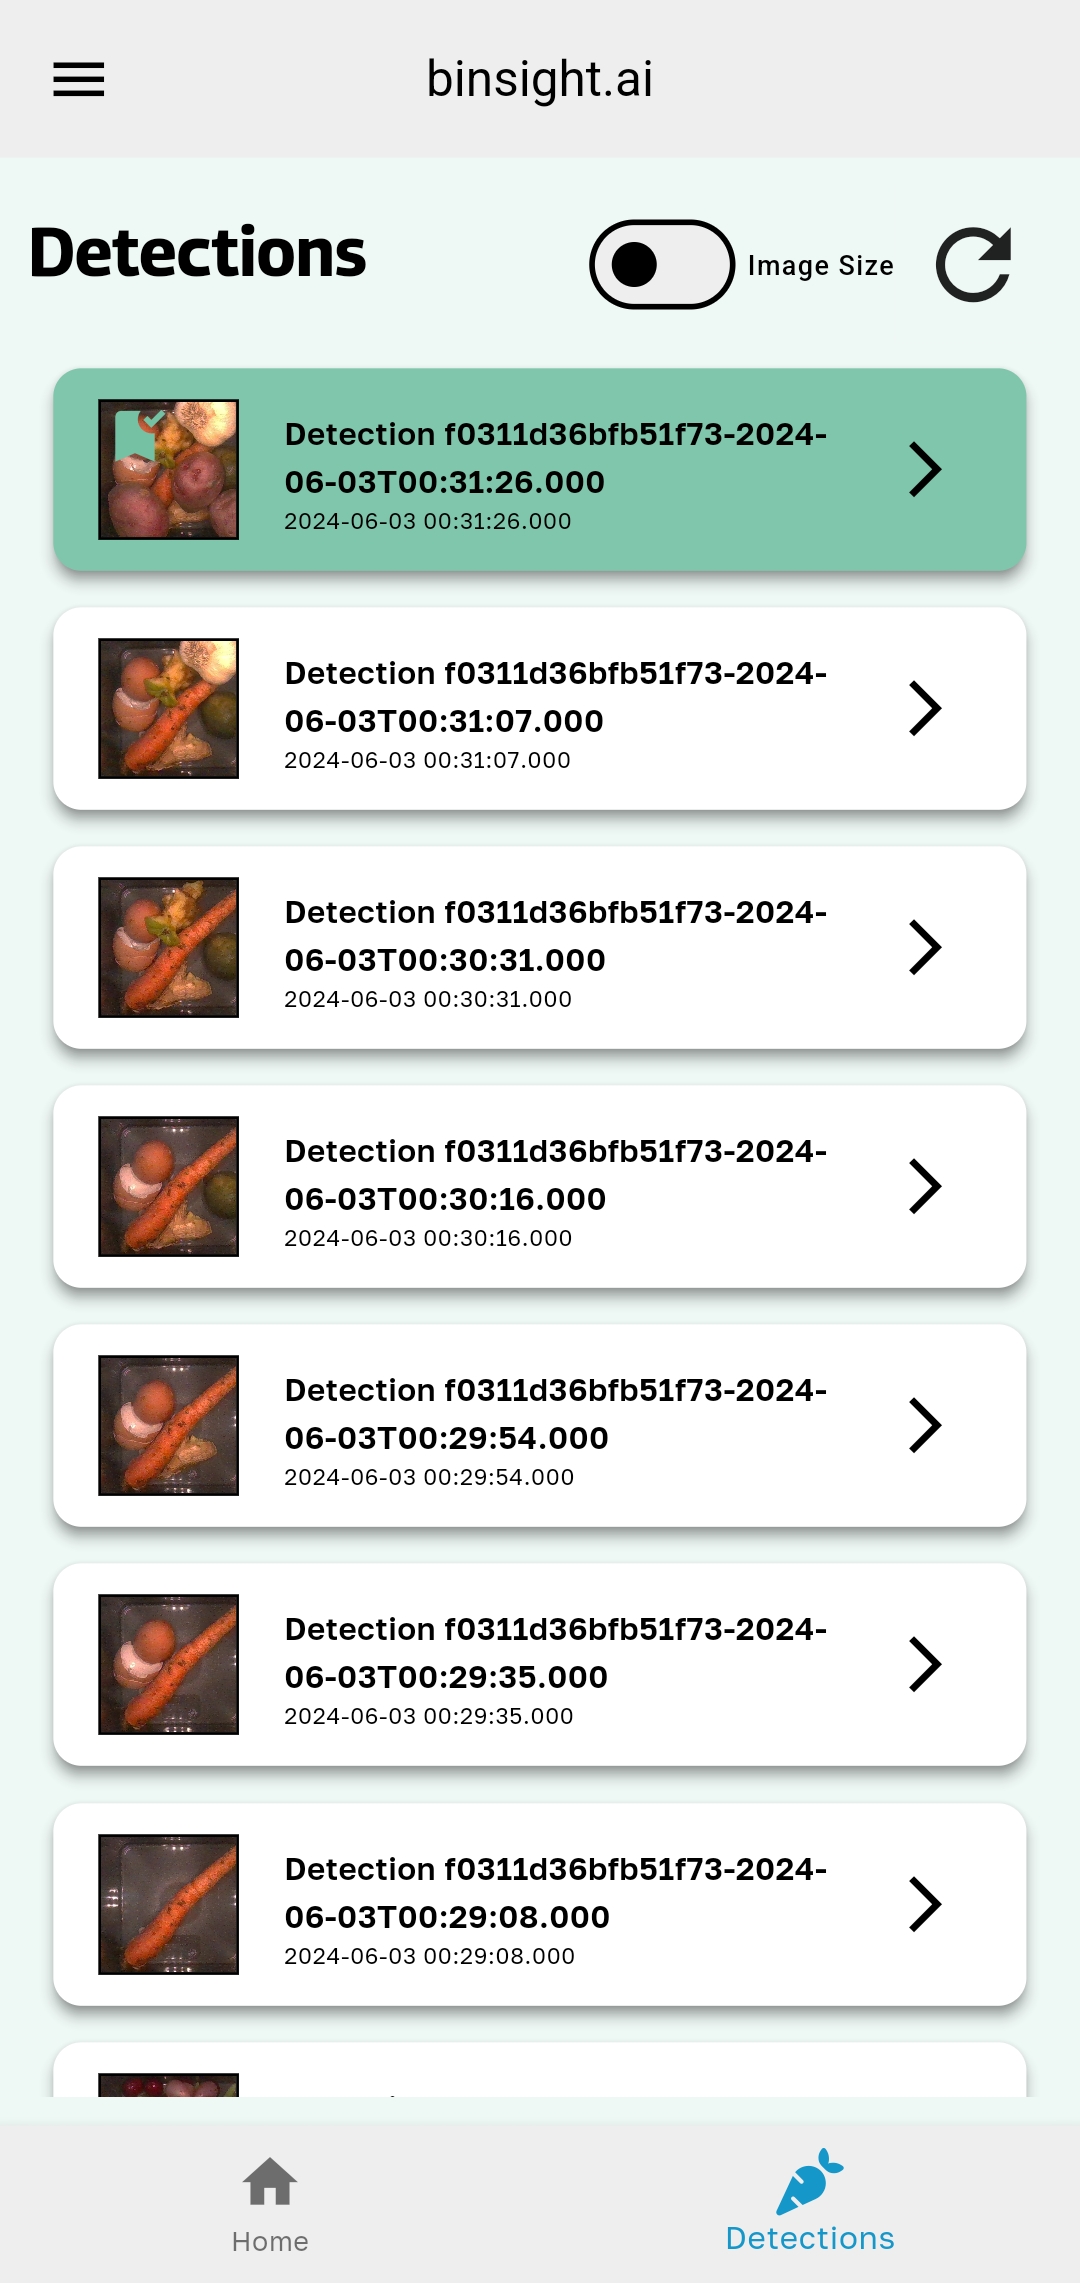 binsight.ai
Detections
Image Size
Detection f0311d36bfb51f73-2024-
06-03T00:31:26.000
2024-06-03 00:31:26.000
Detection f0311d36bfb51f73-2024-
06-03T00:31:07.000
2024-06-03 00:31:07.000
Detection f0311d36bfb51f73-2024-
06-03T00:30:31.000
2024-06-03 00:30:31.000
Detection f0311d36bfb51f73-2024-
06-03T00:30:16.000
2024-06-03 00:30:16.000
Detection f0311d36bfb51f73-2024-
06-03T00:29:54.000
2024-06-03 00:29:54.000
Detection f0311d36bfb51f73-2024-
06-03T00:29:35.000
2024-06-03 00:29:35.000
Detection f0311d36bfb51f73-2024-
06-03T00:29:08.000
2024-06-03 00:29:08.000
Home
Detections